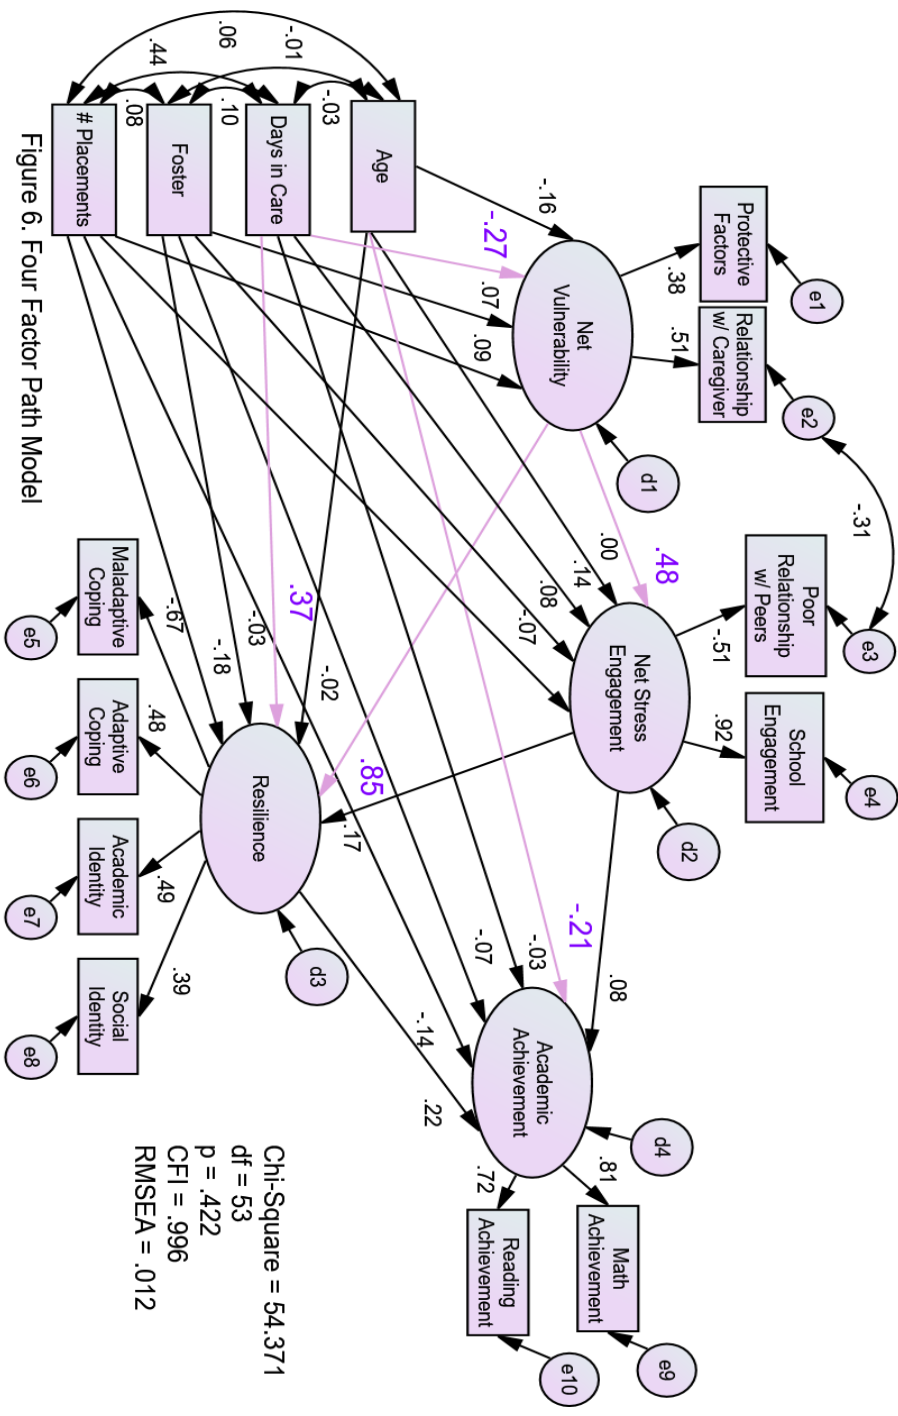 -.01
.06
.44
-.03
.10
.08
Age
Days in Care
Foster
# Placements
Protective
Factors
Relationship
w/ Caregiver
e1
e2
.38
.51
-.16
-.27
.07
.09
Net
Vulnerability
d1
-.31
Poor
Relationship
w/ Peers
School
Engagement
e3
e4
-.51
.92
.48
.00
.14
.08
-.07
Net Stress
Engagement
d2
.37
-.02
-.03
-.18
-.67
.85
.17
Resilience
d3
Maladaptive
Coping
Adaptive
Coping
Academic
Identity
Social
Identity
.48
.49
.39
e5
e6
e7
e8
-.21
.08
-.03
-.07
-.14
.22
Academic
Achievement
d4
.81
.72
Math
Achievement
Reading
Achievement
e9
e10
Chi-Square = 54.371
df = 53
p = .422
CFI = .996
RMSEA = .012
Figure 6. Four Factor Path Model